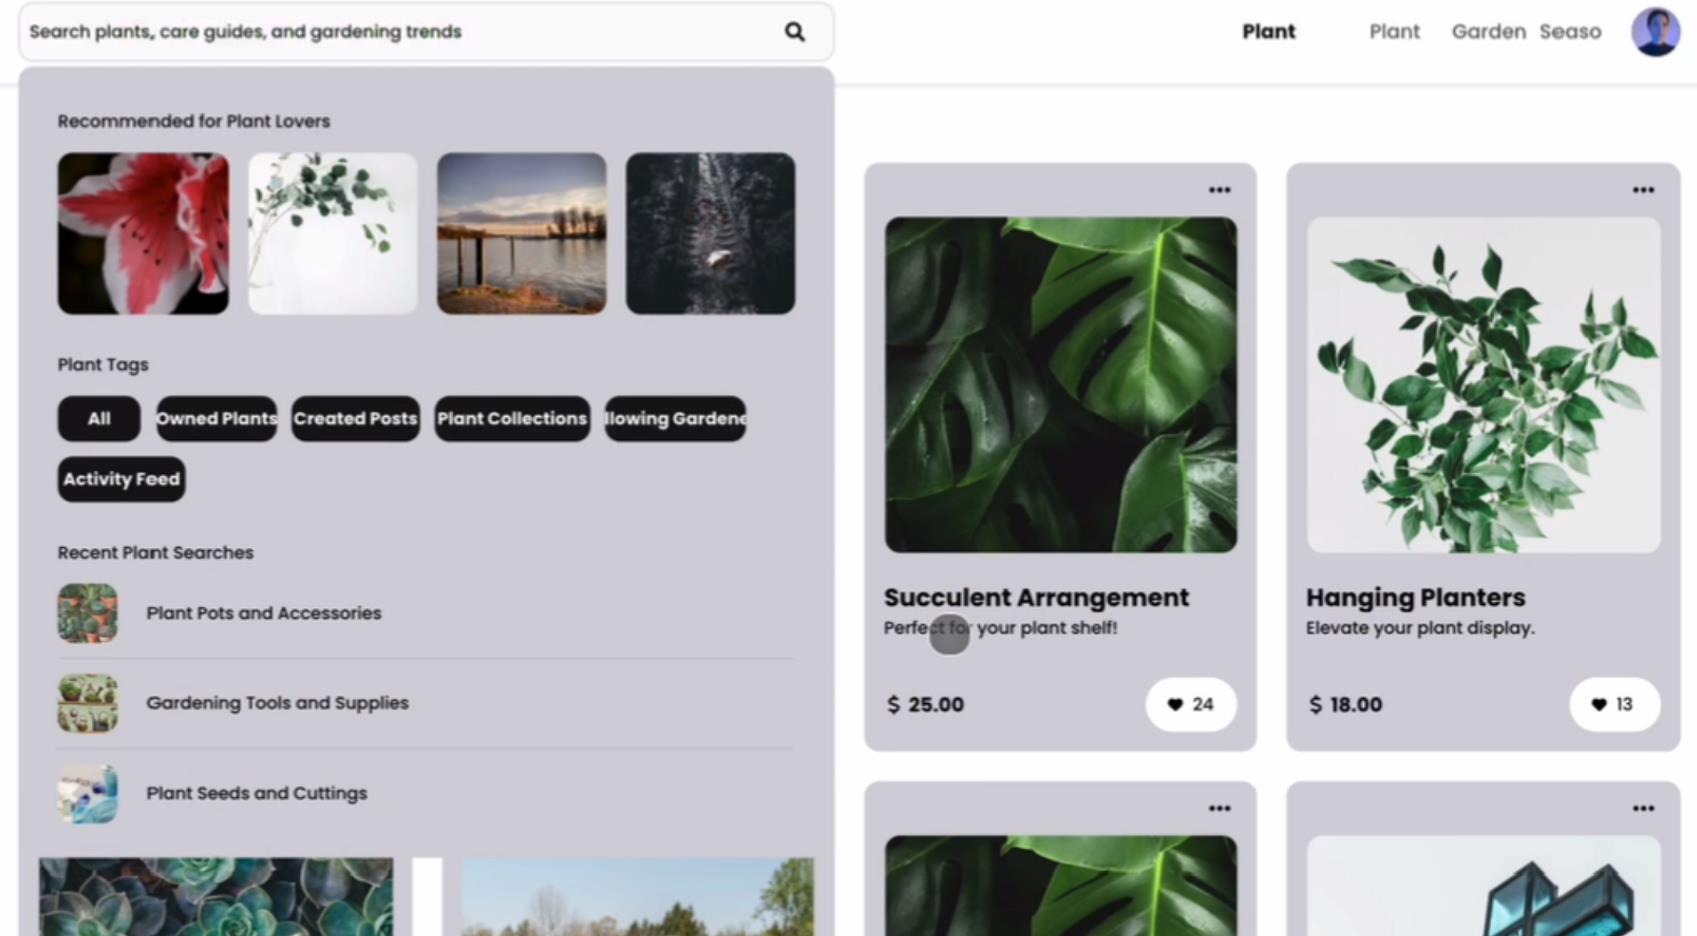 Search plants, care guides, and gardening trends
Plant Plant Garden Seaso
Recommended for Plant Lovers
Plant Tags
All Owned Plants Created Posts Plant Collections llowing Gardene
Activity Feed
Recent Plant Searches
Plant Pots and Accessories
Gardening Tools and Supplies
Plant Seeds and Cuttings
Succulent Arrangement
Perfect for your plant shelf!
$ 25.00 24
Hanging Planters
Elevate your plant display.
$ 18.00 13